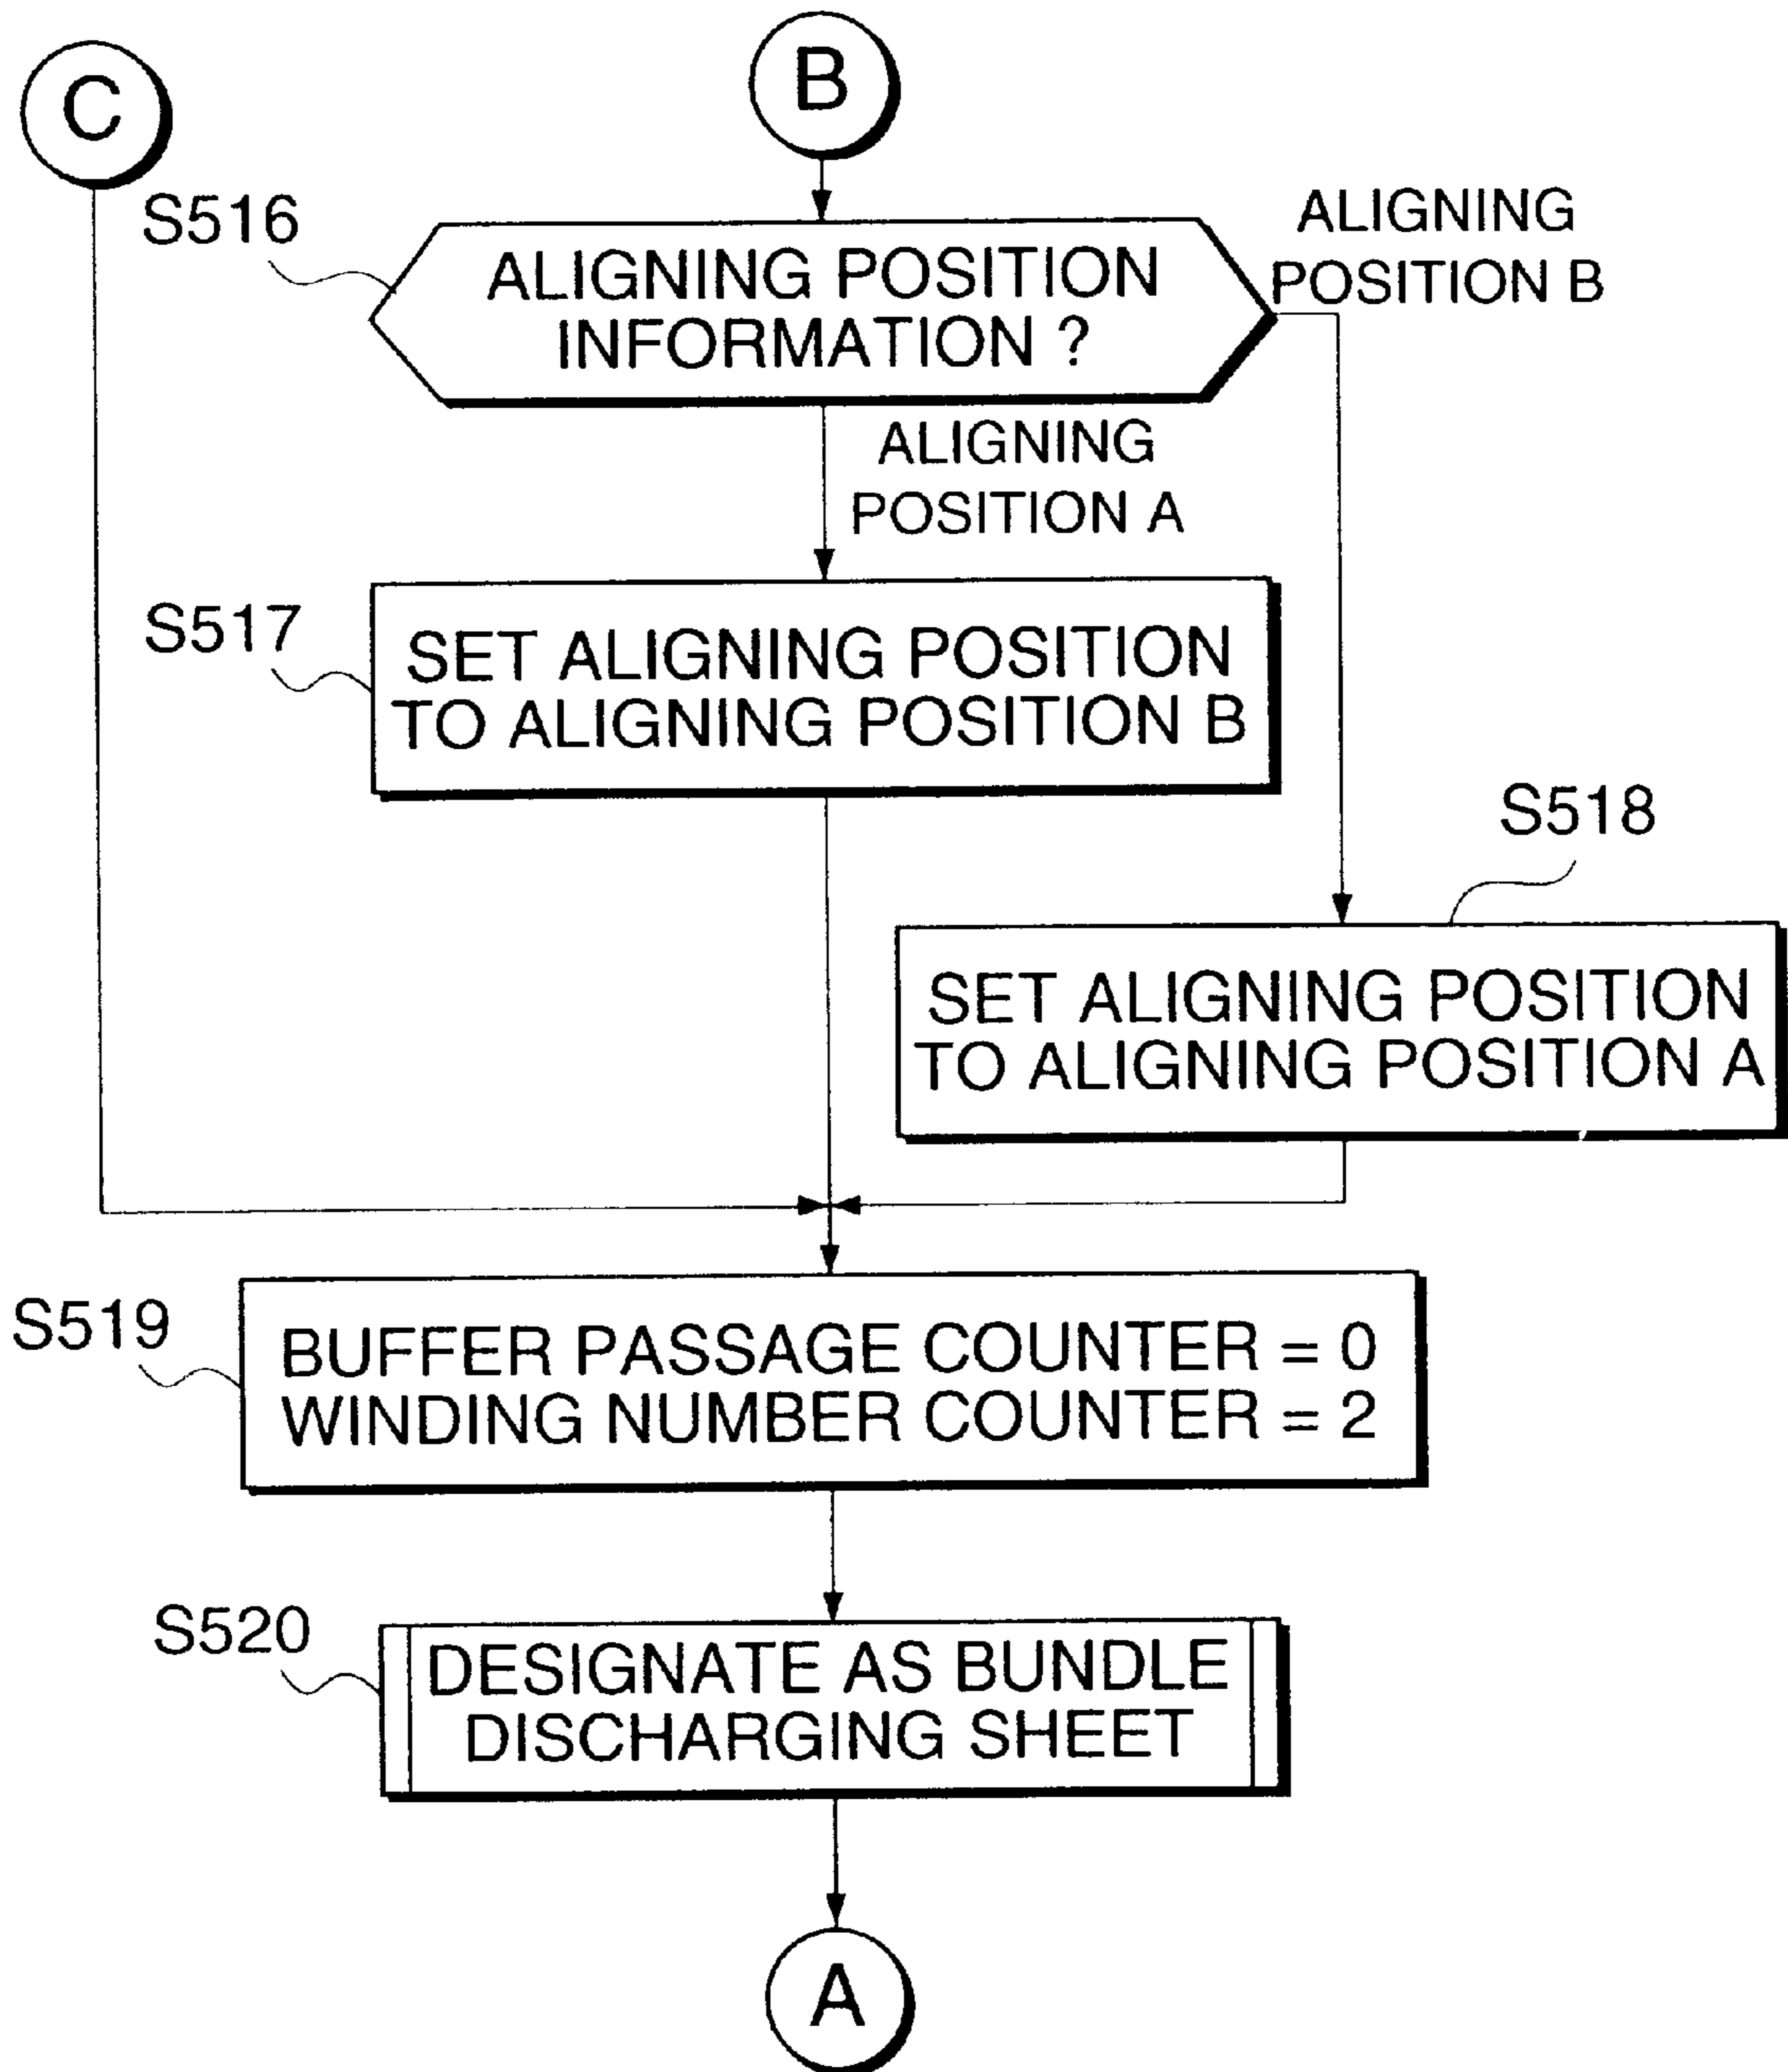 C
B
S516
ALIGNING POSITION
INFORMATION ?
ALIGNING
POSITION B
ALIGNING
POSITION A
S517
SET ALIGNING POSITION
TO ALIGNING POSITION B
S518
SET ALIGNING POSITION
TO ALIGNING POSITION A
S519
BUFFER PASSAGE COUNTER = 0
WINDING NUMBER COUNTER = 2
S520
DESIGNATE AS BUNDLE
DISCHARGING SHEET
A